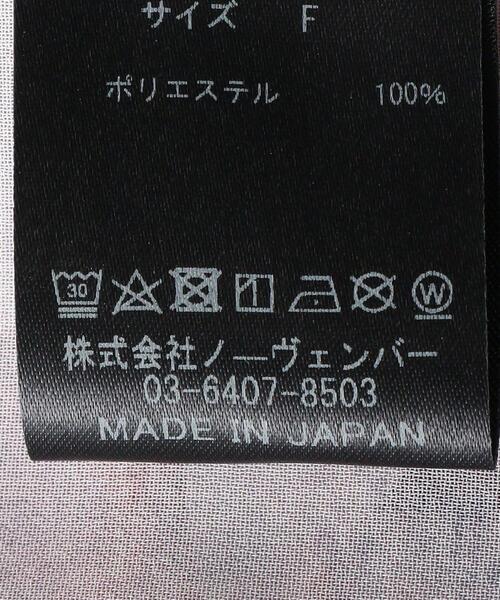 サイズ F
ポリエステル 100%
30 W
株式会社ノーヴェンバー
03-6407-8503
MADE IN JAPAN